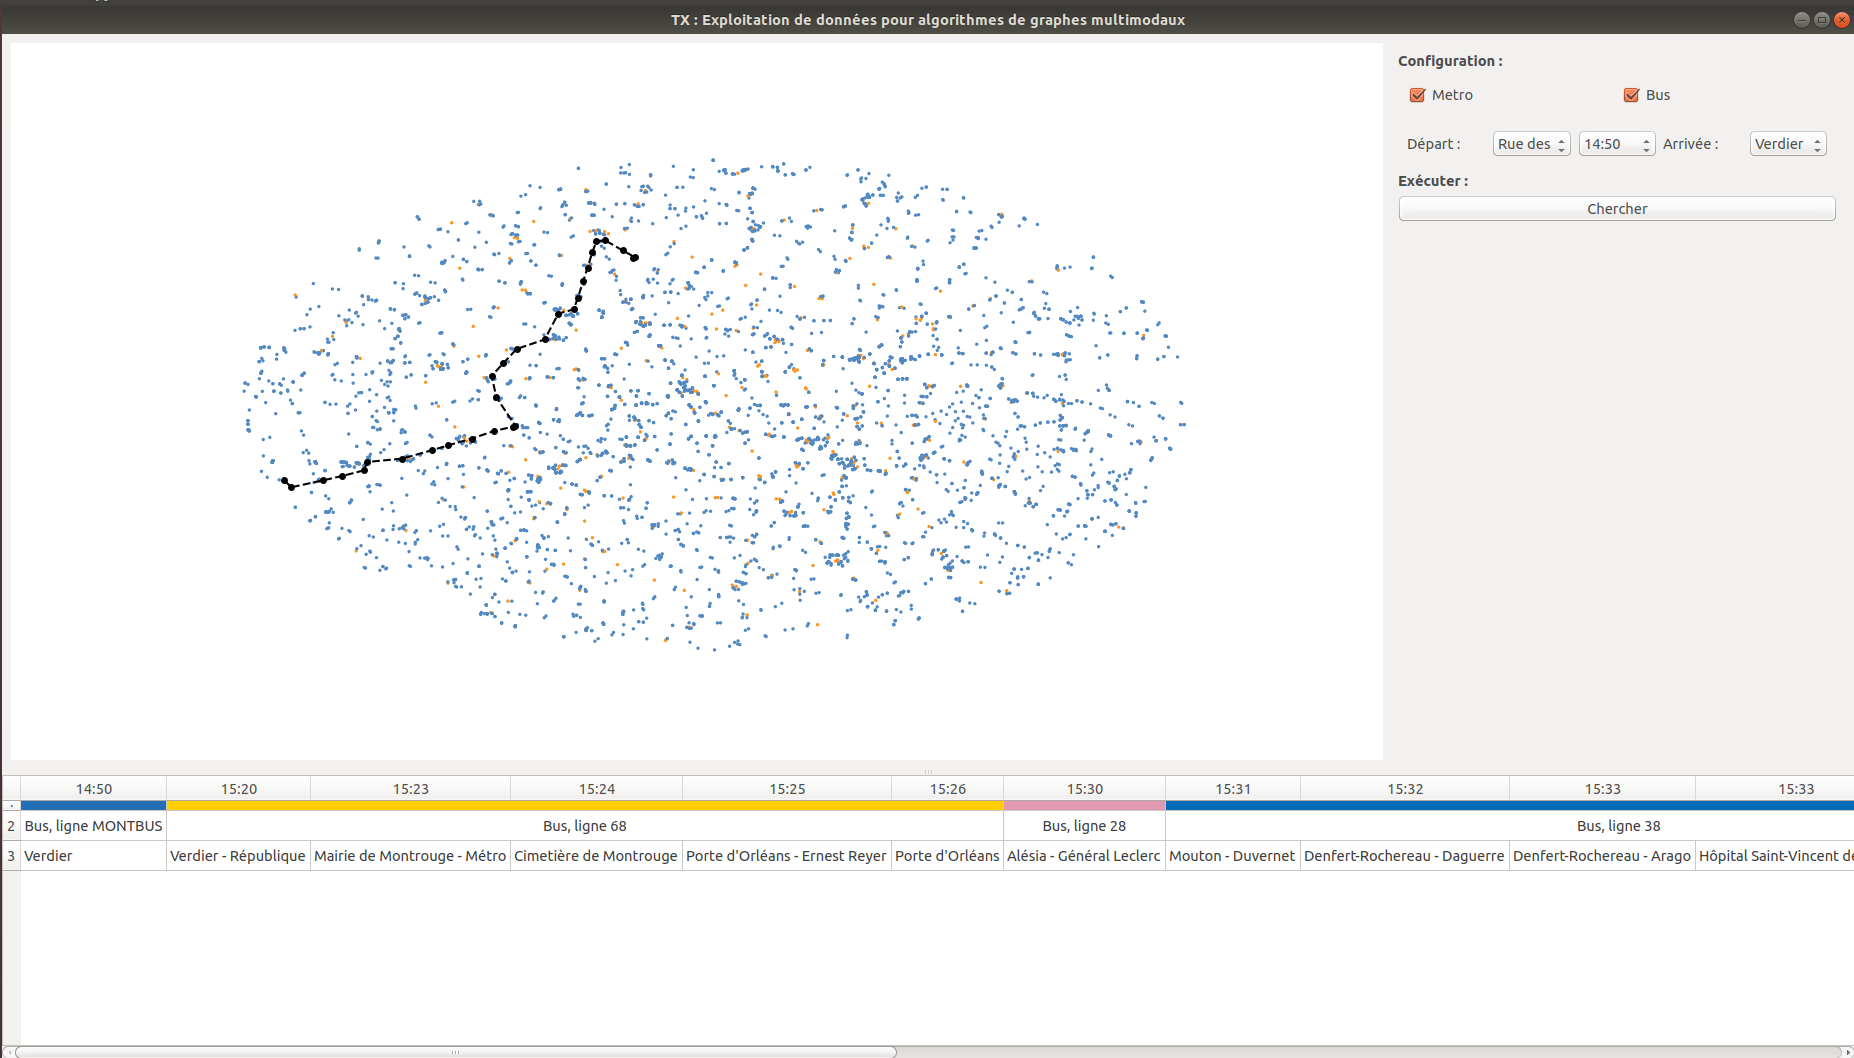 TX : Exploitation de données pour algorithmes de graphes multimodaux
Configuration :
Metro Bus
Départ : Rue des 14:50 Arrivée : Verdier
Exécuter :
Chercher
14:50 15:20 15:23 15:24 15:25 15:26 15:30 15:31 15:32 15:33 15:33
2 Bus, ligne MONTBUS Bus, ligne 68 Bus, ligne 28 Bus, ligne 38
3 Verdier Verdier - République Mairie de Montrouge - Métro Cimetière de Montrouge Porte d'Orléans - Ernest Reyer Porte d'Orléans Alésia - Général Leclerc Mouton - Duvernet Denfert-Rochereau - Daguerre Denfert-Rochereau - Arago Hôpital Saint-Vincent de